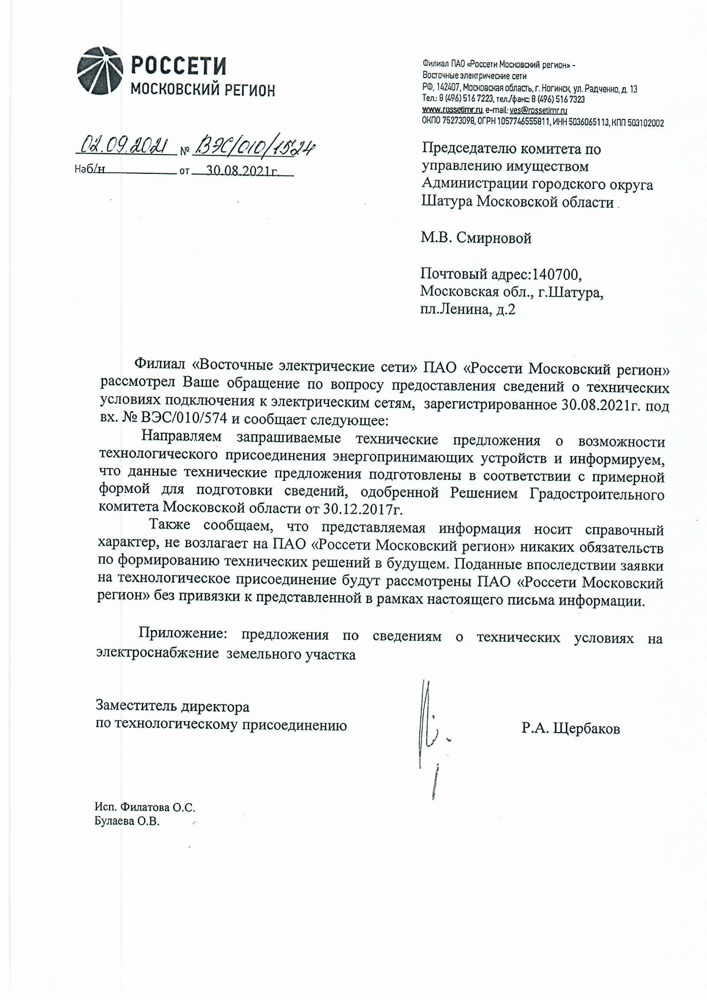 РОССЕТИ
МОСКОВСКИЙ РЕГИОН
Филиал ПАО «Россети Московский регион» -
Восточные электрические сети
РФ, 142407, Московская область, г. Ногинск, ул. Радченко, д. 13
Тел.: 8 (496) 516 7223, тел./факс: 8 (496) 516 7323
www.rossetimr.ru, e-mail: ves@rossetimr.ru
ОКПО 75273098, ОГРН 1057746555811, ИНН 5036065113, КПП 503102002
02.09.2021 № ВЭС/010/1524
Наб/н от 30.08.2021г.
Председателю комитета по
управлению имуществом
Администрации городского округа
Шатура Московской области
М.В. Смирновой
Почтовый адрес:140700,
Московская обл., г.Шатура,
пл.Ленина, д.2
Филиал «Восточные электрические сети» ПАО «Россети Московский регион»
рассмотрел Ваше обращение по вопросу предоставления сведений о технических
условиях подключения к электрическим сетям, зарегистрированное 30.08.2021г. под
вх. № ВЭС/010/574 и сообщает следующее:
Направляем запрашиваемые технические предложения о возможности
технологического присоединения энергопринимающих устройств и информируем,
что данные технические предложения подготовлены в соответствии с примерной
формой для подготовки сведений, одобренной Решением Градостроительного
комитета Московской области от 30.12.2017г.
Также сообщаем, что представляемая информация носит справочный
характер, не возлагает на ПАО «Россети Московский регион» никаких обязательств
по формированию технических решений в будущем. Поданные впоследствии заявки
на технологическое присоединение будут рассмотрены ПАО «Россети Московский
регион» без привязки к представленной в рамках настоящего письма информации.
Приложение: предложения по сведениям о технических условиях на
электроснабжение земельного участка
Заместитель директора
по технологическому присоединению
Р.А. Щербаков
Исп. Филатова О.С.
Булаева О.В.